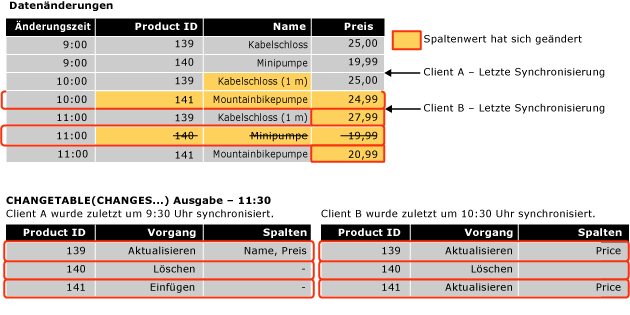 Datenänderungen
Änderungszeit Product ID Name Preis
9:00 139 Kabelschloss 25,00
9:00 140 Minipumpe 19,99
10:00 139 Kabelschloss (1 m) 25,00
10:00 141 Mountainbikepumpe 24,99
11:00 139 Kabelschloss (1 m) 27,99
11:00 140 Minipumpe 19,99
11:00 141 Mountainbikepumpe 20,99
Spaltenwert hat sich geändert
Client A – Letzte Synchronisierung
Client B – Letzte Synchronisierung
CHANGETABLE(CHANGES...) Ausgabe – 11:30
Client A wurde zuletzt um 9:30 Uhr synchronisiert.
Product ID Vorgang Spalten
139 Aktualisieren Name, Preis
140 Löschen -
141 Einfügen -
Client B wurde zuletzt um 10:30 Uhr synchronisiert.
Product ID Vorgang Spalten
139 Aktualisieren Price
140 Löschen
141 Aktualisieren Price